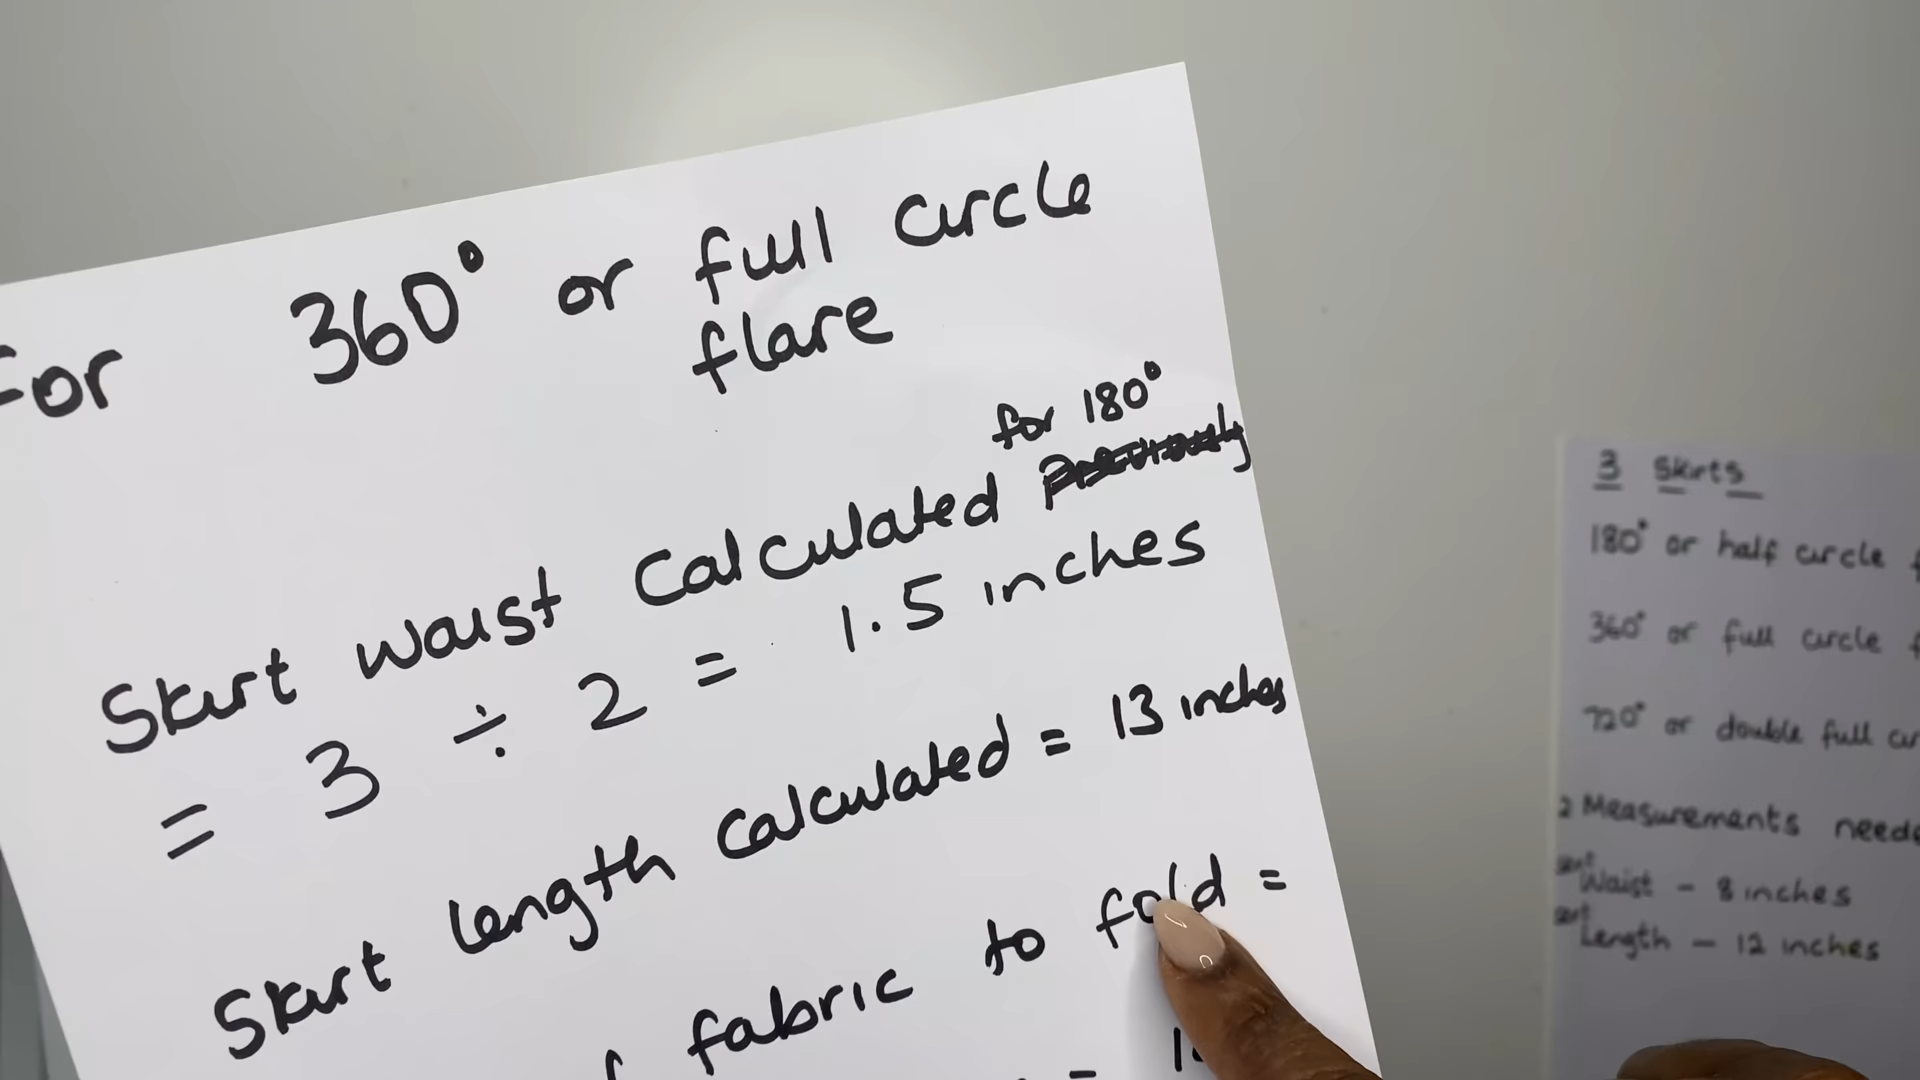 For 360° or full circle
flare
for 180°
Skirt waist calculated
= 3 ÷ 2 = 1.5 inches
Skirt length calculated = 13 inches
fabric to fold =
=
3 Skirts
180° or half circle
360° or full circle
720° or double full
2 Measurements
Waist - 8 inches
Length - 12 inches